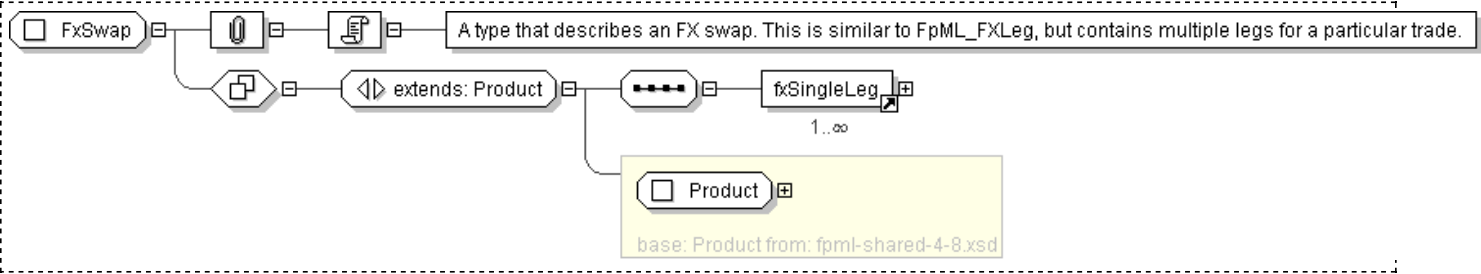 FxSwap
A type that describes an FX swap. This is similar to FpML_FXLeg, but contains multiple legs for a particular trade.
extends: Product
fxSingleLeg
1..∞
Product
base: Product from: fpml-shared-4-8.xsd